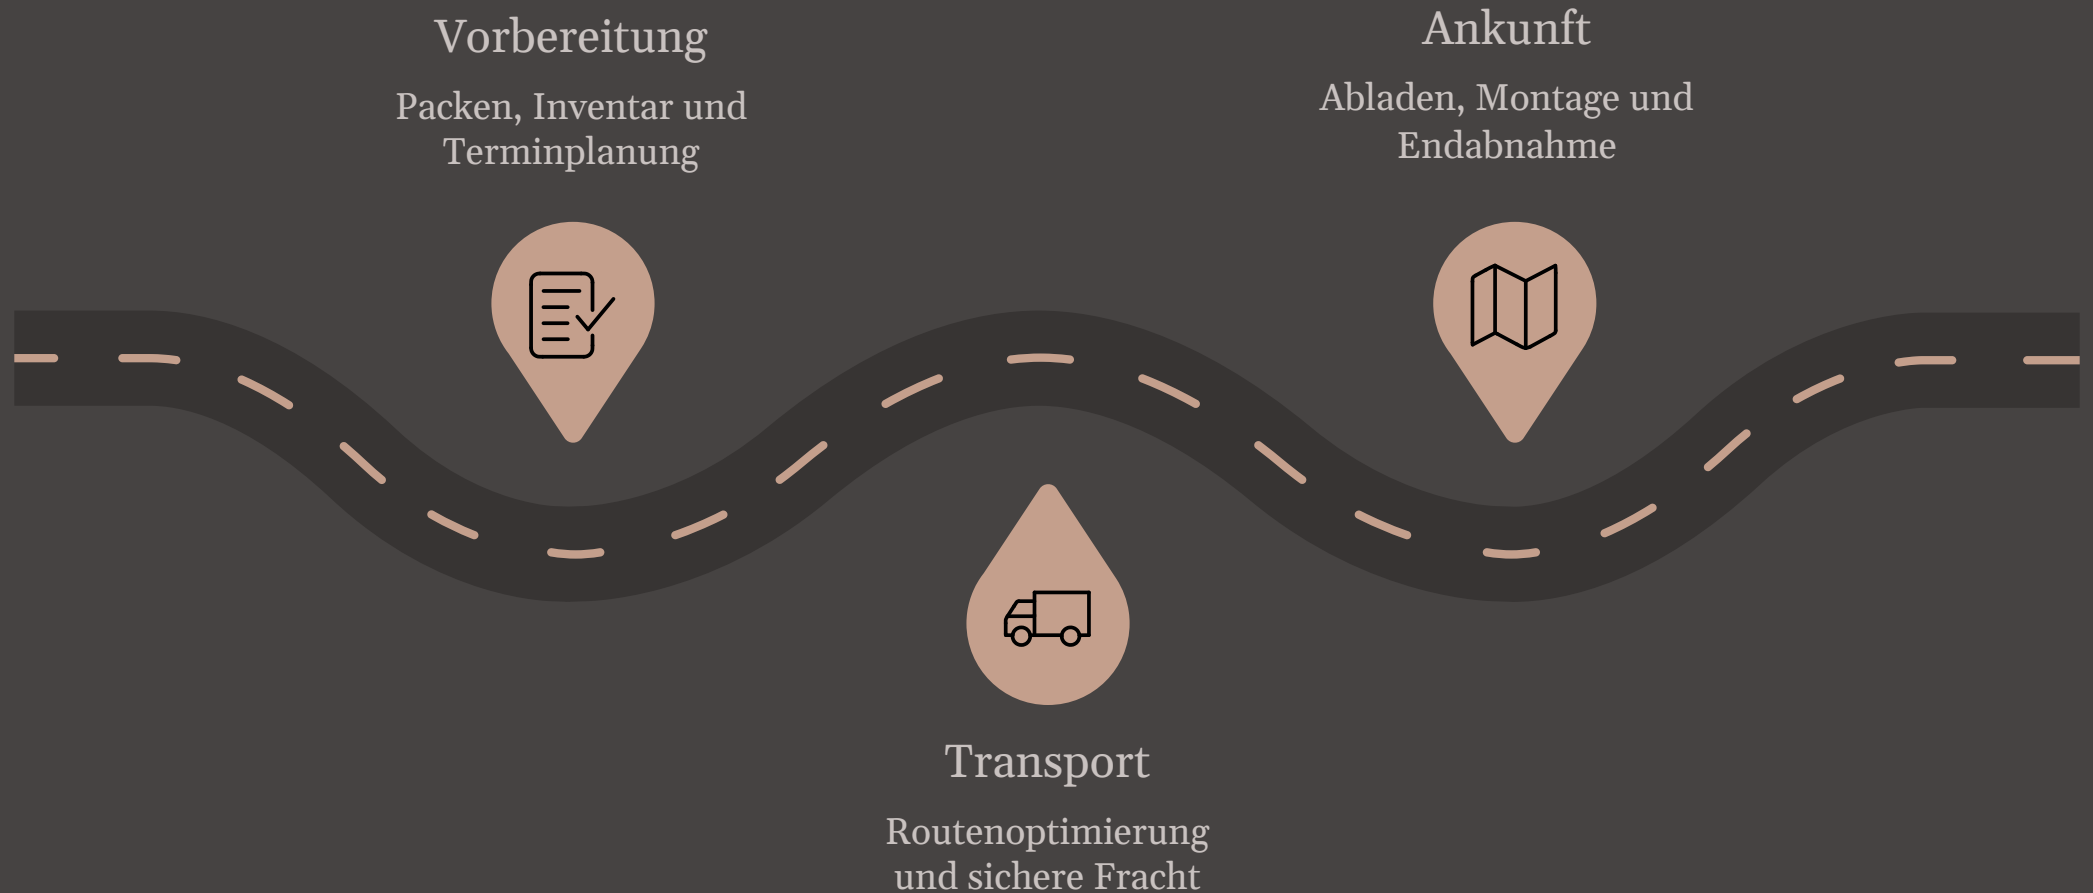 Vorbereitung
Packen, Inventar und
Terminplanung
Ankunft
Abladen, Montage und
Endabnahme
Transport
Routenoptimierung
und sichere Fracht